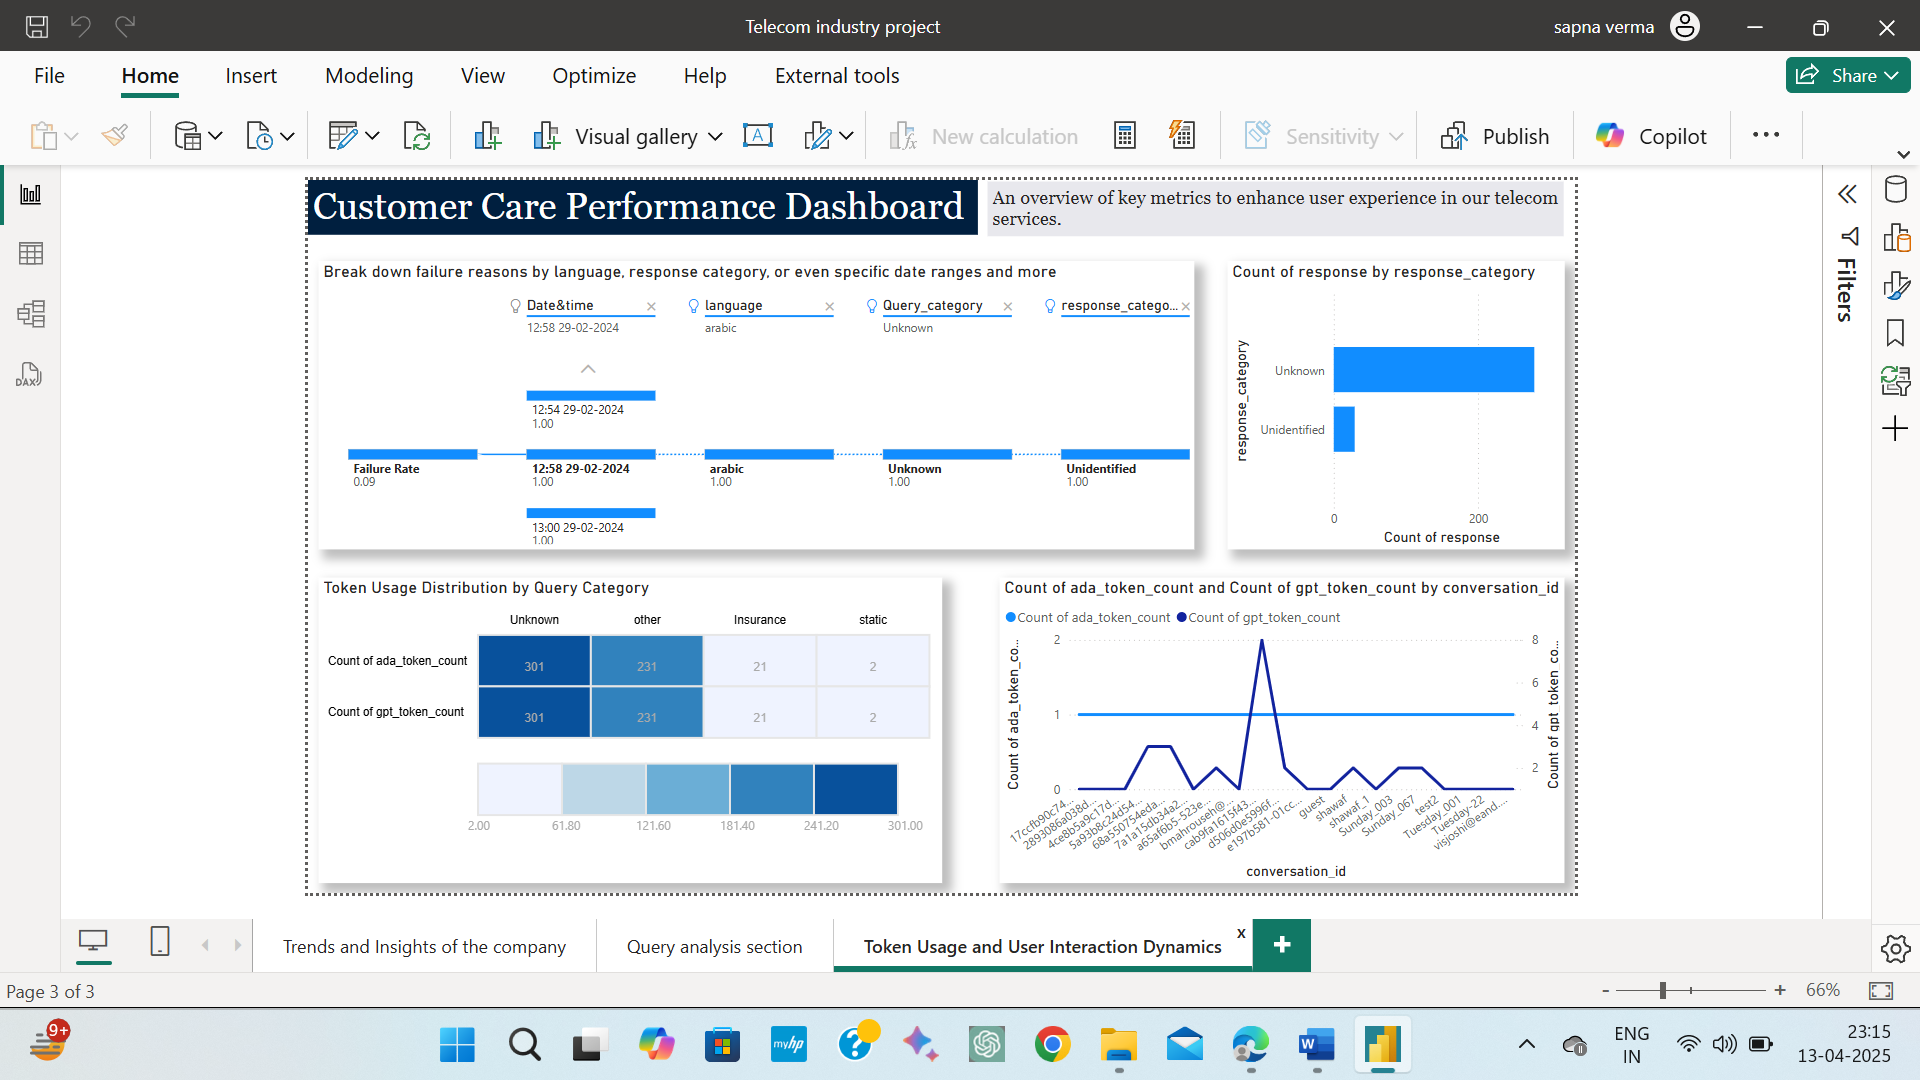 Telecom industry project
sapna verma
File
Home
Insert
Modeling
View
Optimize
Help
External tools
Share
Visual gallery
New calculation
Sensitivity
Publish
Copilot
Customer Care Performance Dashboard
An overview of key metrics to enhance user experience in our telecom
services.
Break down failure reasons by language, response category, or even specific date ranges and more
Date&time
12:58 29-02-2024
language
arabic
Query_category
Unknown
response_catego...
12:54 29-02-2024
1.00
Failure Rate
0.09
12:58 29-02-2024
1.00
arabic
1.00
Unknown
1.00
Unidentified
1.00
13:00 29-02-2024
1.00
Count of response by response_category
response_category
Unknown
Unidentified
0
200
Count of response
Filters
Token Usage Distribution by Query Category
Unknown
other
Insurance
static
Count of ada_token_count
301
231
21
2
Count of gpt_token_count
301
231
21
2
2.00
61.80
121.60
181.40
241.20
301.00
Count of ada_token_count and Count of gpt_token_count by conversation_id
Count of ada_token_count
Count of gpt_token_count
Count of ada_token_co...
2
1
0
8
6
4
2
Count of gpt_token_co...
17ccfb90c74...
2893086a038d...
4ce8b5a9c17d...
5a93b8c24d54...
68a550754eda...
7a1a15db34a2...
a65af6b5-523e...
bmahrouseh@...
cab9fa1615f43...
d506d0e5996f...
e197b581-01cc...
guest
shawaf
shawaf_1
Sunday_003
Sunday_067
test2
Tuesday_001
Tuesday-22
visjoshi@eand....
conversation_id
Trends and Insights of the company
Query analysis section
Token Usage and User Interaction Dynamics
x
Page 3 of 3
66%
9+
myhp
ENG
IN
23:15
13-04-2025
DAX